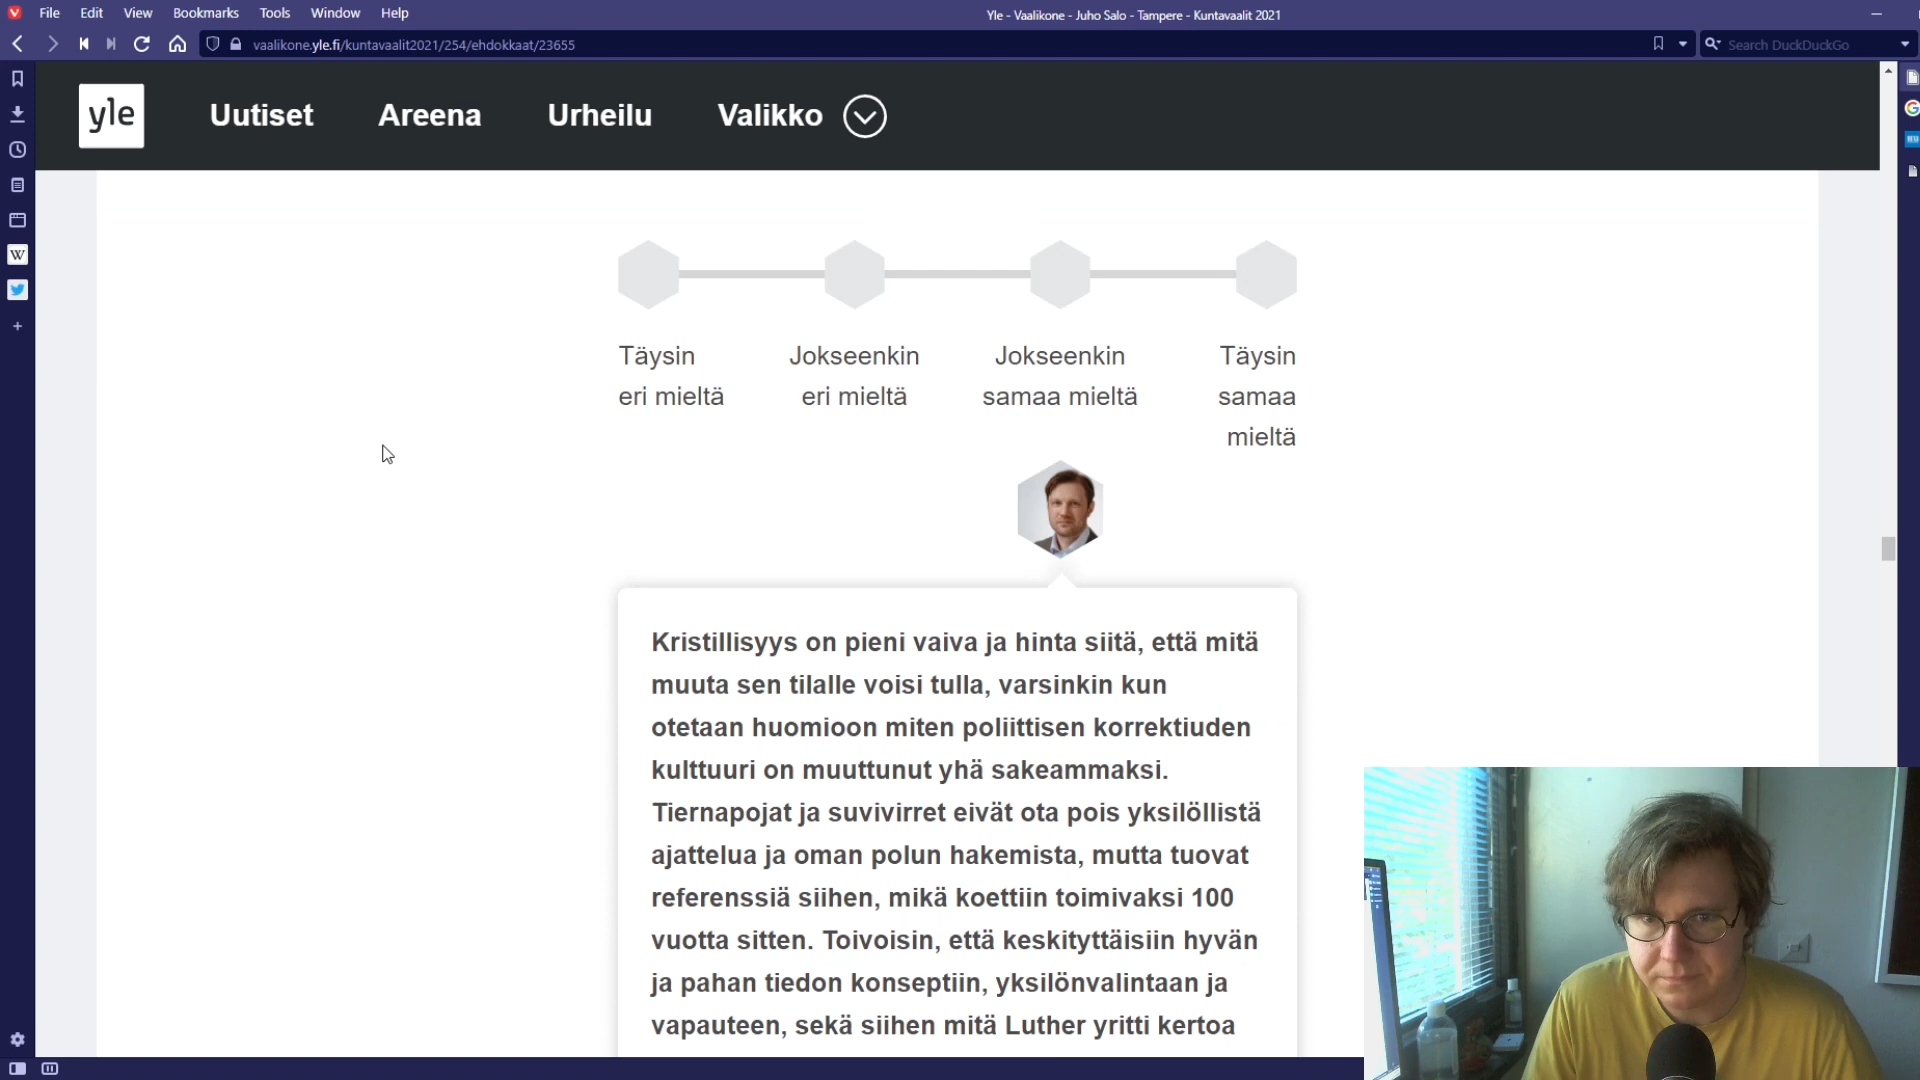 File Edit View Bookmarks Tools Window Help
Yle - Vaalikone - Juho Salo - Tampere - Kuntavaalit 2021
vaalikone.yle.fi/kuntavaalit2021/254/ehdokkaat/23655
Search DuckDuckGo
yle Uutiset Areena Urheilu Valikko
W
Täysin
eri mieltä
Jokseenkin
eri mieltä
Jokseenkin
samaa mieltä
Täysin
samaa
mieltä
Kristillisyys on pieni vaiva ja hinta siitä, että mitä
muuta sen tilalle voisi tulla, varsinkin kun
otetaan huomioon miten poliittisen korrektiuden
kulttuuri on muuttunut yhä sakeammaksi.
Tiernapojat ja suvivirret eivät ota pois yksilöllistä
ajattelua ja oman polun hakemista, mutta tuovat
referenssiä siihen, mikä koettiin toimivaksi 100
vuotta sitten. Toivoisin, että keskityttäisiin hyvän
ja pahan tiedon konseptiin, yksilönvalintaan ja
vapauteen, sekä siihen mitä Luther yritti kertoa